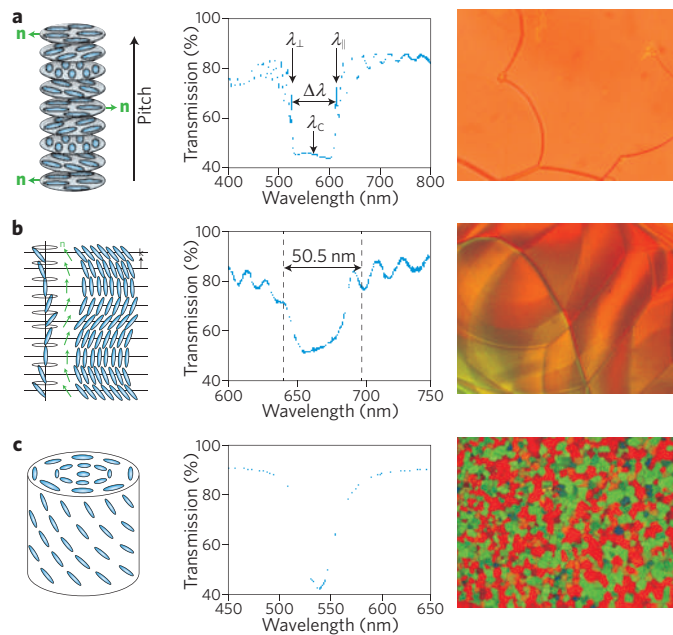 a
n
n
n
Pitch
Transmission (%)
100
80
60
40
λ⊥
λ∥
Δλ
λC
400 500 600 700 800
Wavelength (nm)
b
n
Transmission (%)
100
80
60
40
50.5 nm
600 650 700 750
Wavelength (nm)
c
Transmission (%)
100
80
60
40
450 500 550 600 650
Wavelength (nm)